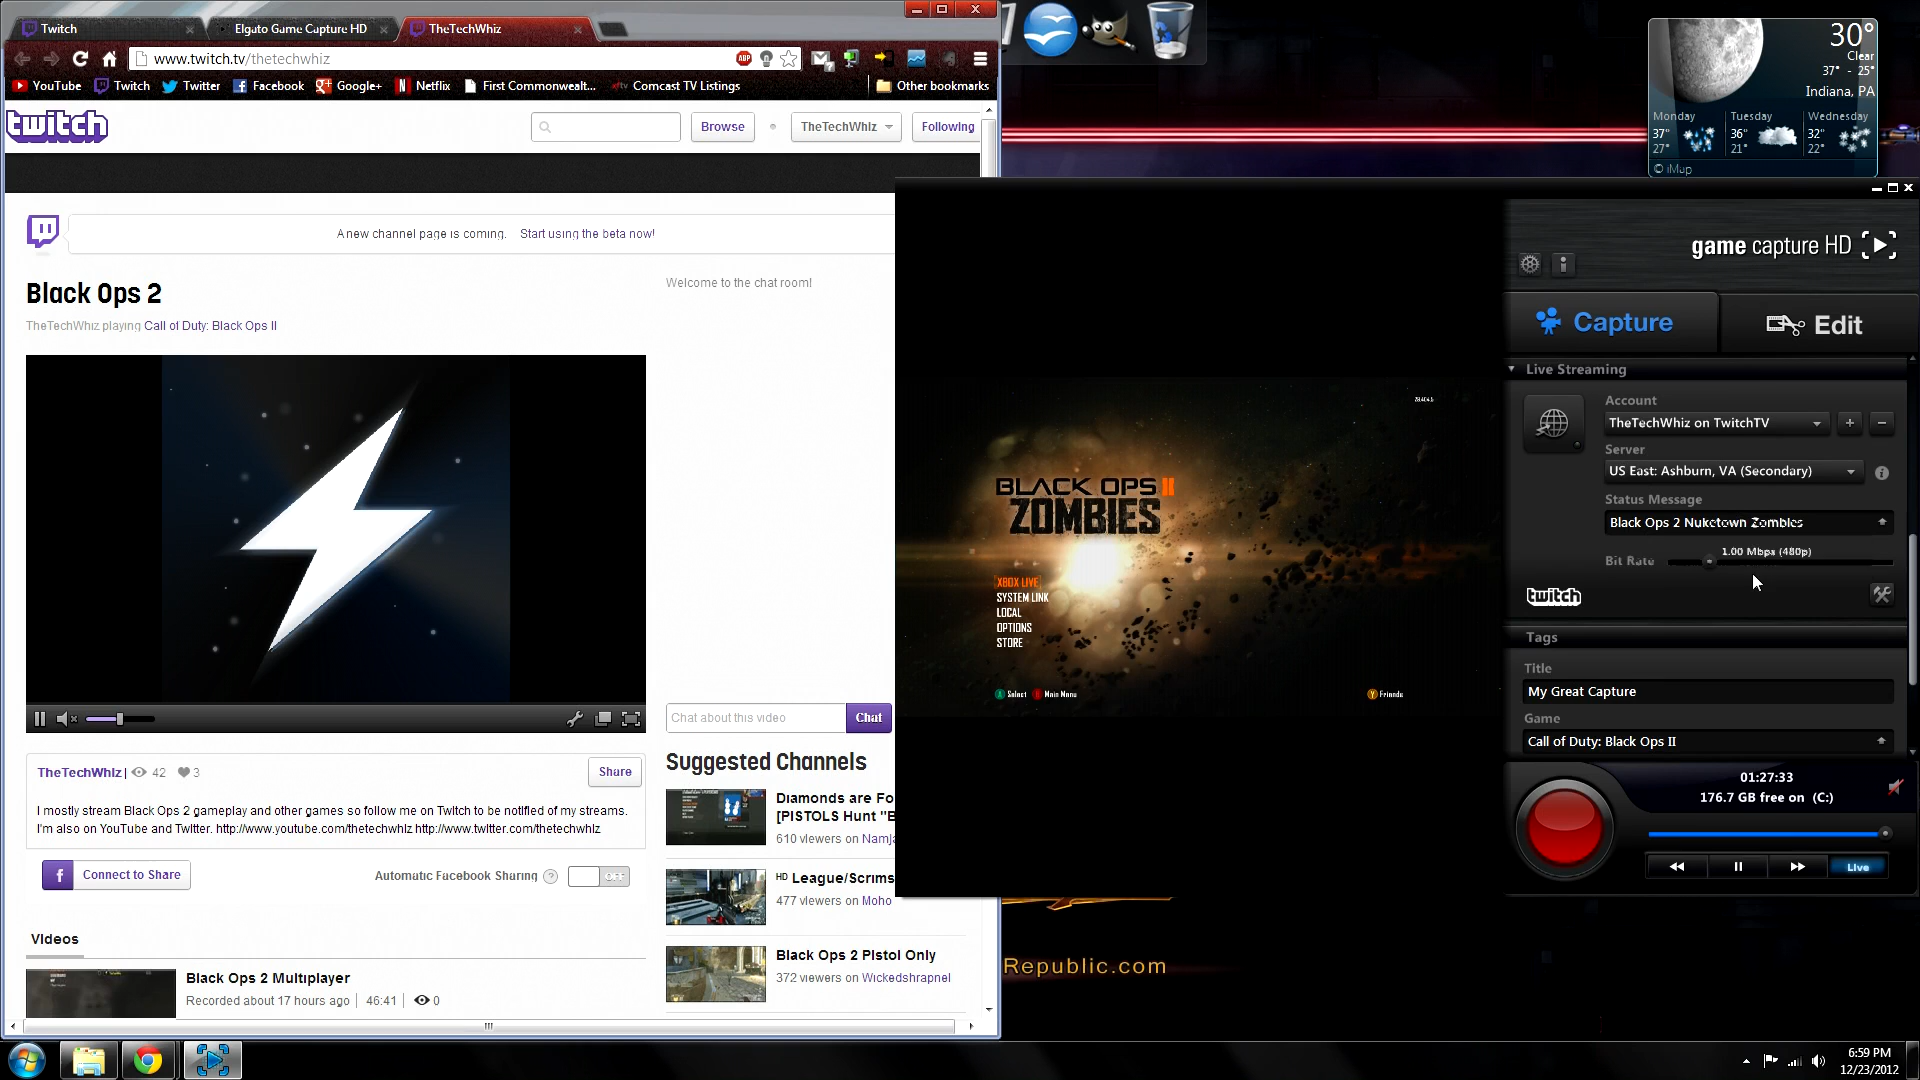 Twitch
Elgato Game Capture HD
TheTechWhiz
www.twitch.tv/thetechwhiz
ABP
YouTube
Twitch
Twitter
Facebook
Google+
Netflix
First Commonwealt...
Comcast TV Listings
Other bookmarks
twitch
Browse
TheTechWhiz
Following
A new channel page is coming. Start using the beta now!
Black Ops 2
TheTechWhiz playing Call of Duty: Black Ops II
Welcome to the chat room!
Chat about this video
Chat
TheTechWhiz | 42 3
Share
I mostly stream Black Ops 2 gameplay and other games so follow me on Twitch to be notified of my streams.
I'm also on YouTube and Twitter. http://www.youtube.com/thetechwhiz http://www.twitter.com/thetechwhiz
f Connect to Share
Automatic Facebook Sharing ? OFF
Videos
Black Ops 2 Multiplayer
Recorded about 17 hours ago | 46:41 | 0
Suggested Channels
Diamonds are Fo
[PISTOLS Hunt "E
610 viewers on Namja
HD League/Scrims
477 viewers on Moho
Black Ops 2 Pistol Only
372 viewers on Wickedshrapnel
30°
Clear
37° - 25°
Indiana, PA
Monday
37°
27°
Tuesday
36°
21°
Wednesday
32°
22°
© iMap
BLACK OPS II
ZOMBIES
XBOX LIVE
SYSTEM LINK
LOCAL
OPTIONS
STORE
A Select B Main Menu
Y Friends
game capture HD
Capture
Edit
Live Streaming
Account
TheTechWhiz on TwitchTV
Server
US East: Ashburn, VA (Secondary)
Status Message
Black Ops 2 Nuketown Zombies
1.00 Mbps (480p)
Bit Rate
twitch
Tags
Title
My Great Capture
Game
Call of Duty: Black Ops II
01:27:33
176.7 GB free on (C:)
Live
Republic.com
6:59 PM
12/23/2012